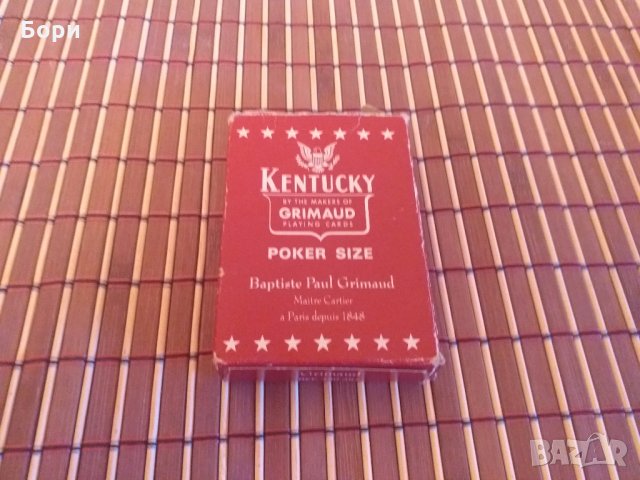 Бори
KENTUCKY
BY THE MAKERS OF
GRIMAUD
PLAYING CARDS
POKER SIZE
Baptiste Paul Grimaud
Maitre Cartier
a Paris depuis 1848
Grimaud
BAZAR